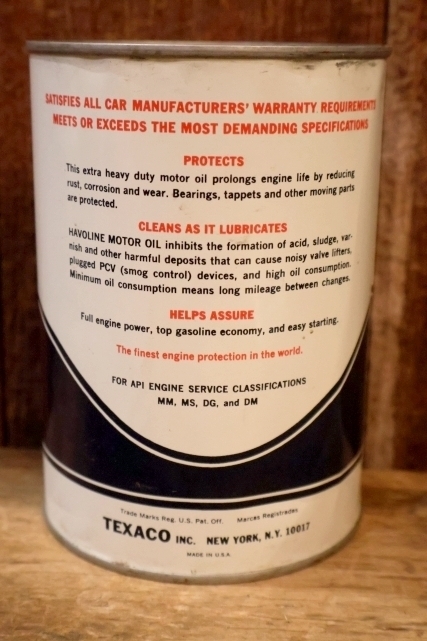 SATISFIES ALL CAR MANUFACTURERS' WARRANTY REQUIREMENTS
MEETS OR EXCEEDS THE MOST DEMANDING SPECIFICATIONS
PROTECTS
This extra heavy duty motor oil prolongs engine life by reducing
rust, corrosion and wear. Bearings, tappets and other moving parts
are protected.
CLEANS AS IT LUBRICATES
HAVOLINE MOTOR OIL inhibits the formation of acid, sludge, var-
nish and other harmful deposits that can cause noisy valve lifters,
plugged PCV (smog control) devices, and high oil consumption.
Minimum oil consumption means long mileage between changes.
HELPS ASSURE
Full engine power, top gasoline economy, and easy starting.
The finest engine protection in the world.
FOR API ENGINE SERVICE CLASSIFICATIONS
MM, MS, DG, and DM
Trade Marks Reg. U.S. Pat. Off. Marcas Registradas
TEXACO INC. NEW YORK, N.Y. 10017
MADE IN U.S.A.